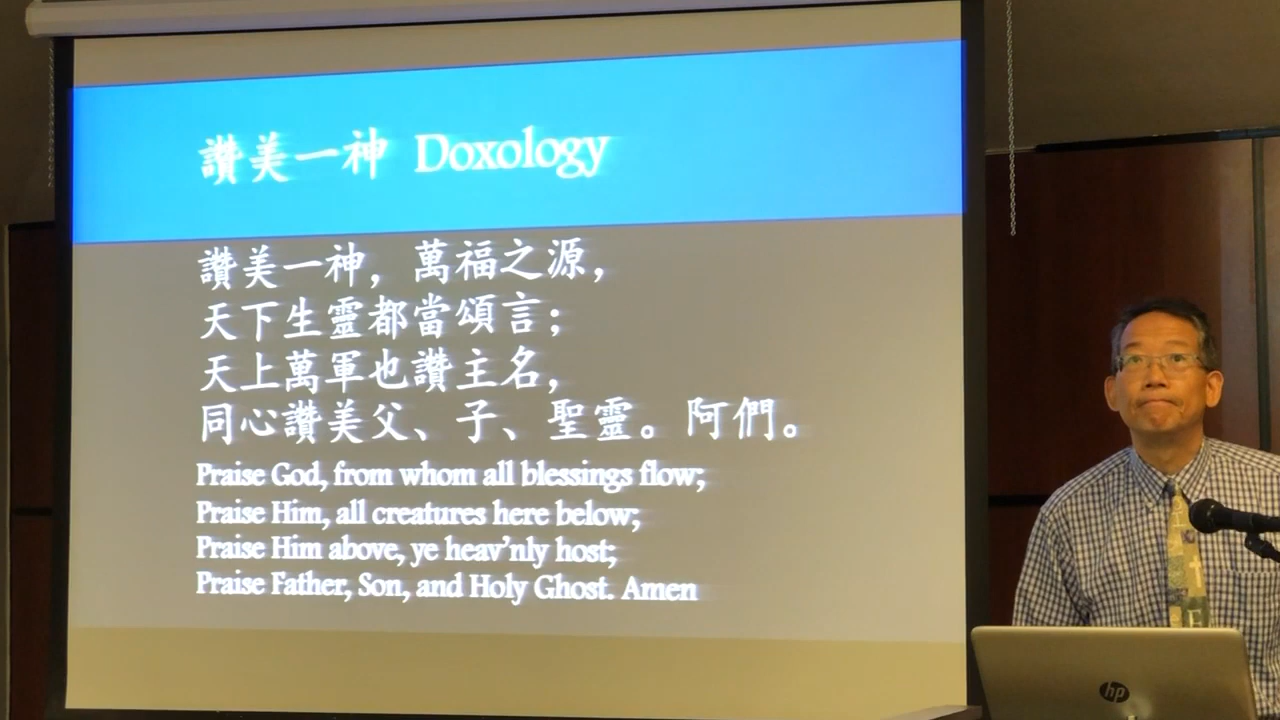 讚美一神 Doxology
讚美一神，萬福之源，
天下生靈都當頌言；
天上萬軍也讚主名，
同心讚美父、子、聖靈。阿們。
Praise God, from whom all blessings flow;
Praise Him, all creatures here below;
Praise Him above, ye heav'nly host;
Praise Father, Son, and Holy Ghost. Amen
hp